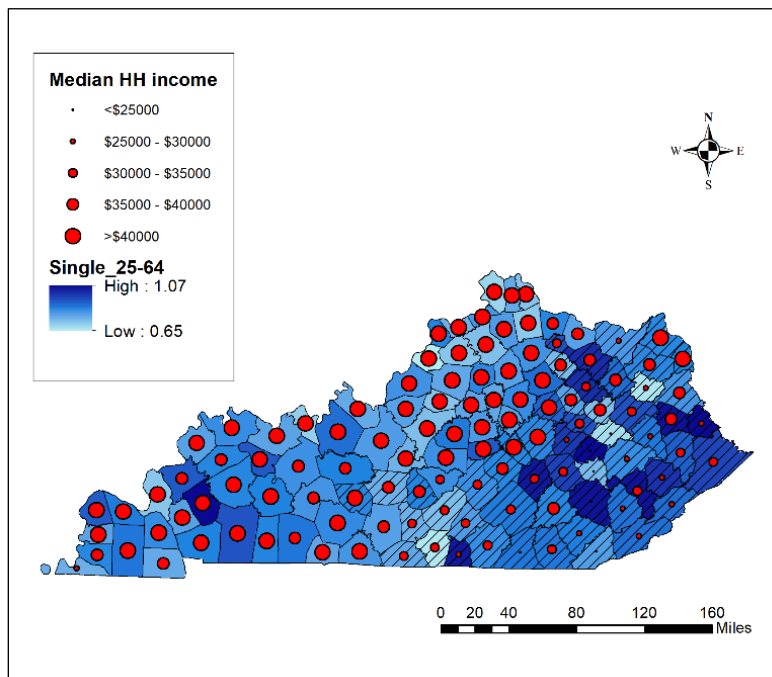 Median HH income
<$25000
$25000 - $30000
$30000 - $35000
$35000 - $40000
>$40000
Single_25-64
High : 1.07
Low : 0.65
N
W E
S
0 20 40 80 120 160
Miles